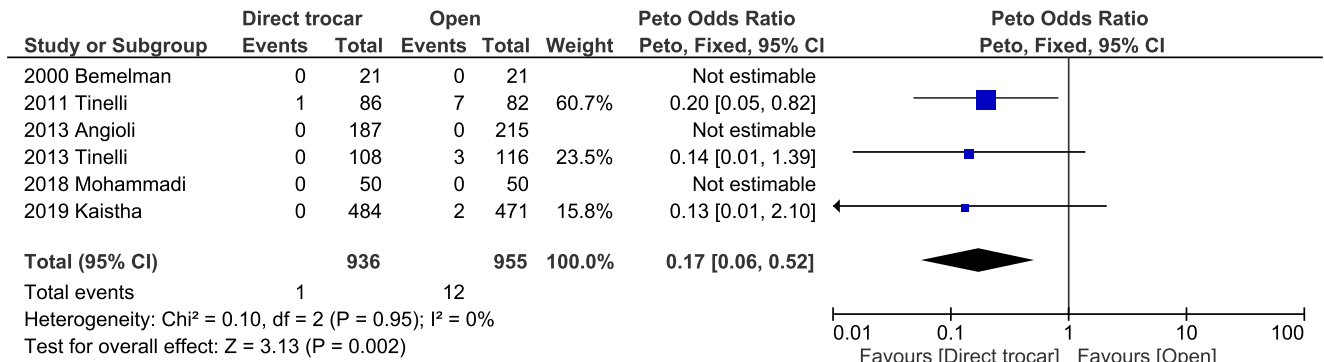 Direct trocar Open Peto Odds Ratio Peto Odds Ratio
Study or Subgroup Events Total Events Total Weight Peto, Fixed, 95% CI Peto, Fixed, 95% CI
2000 Bemelman 0 21 0 21 Not estimable
2011 Tinelli 1 86 7 82 60.7% 0.20 [0.05, 0.82]
2013 Angioli 0 187 0 215 Not estimable
2013 Tinelli 0 108 3 116 23.5% 0.14 [0.01, 1.39]
2018 Mohammadi 0 50 0 50 Not estimable
2019 Kaistha 0 484 2 471 15.8% 0.13 [0.01, 2.10]
Total (95% CI) 936 955 100.0% 0.17 [0.06, 0.52]
Total events 1 12
Heterogeneity: Chi² = 0.10, df = 2 (P = 0.95); I² = 0%
Test for overall effect: Z = 3.13 (P = 0.002)
0.01 0.1 1 10 100
Favours [Direct trocar] Favours [Open]